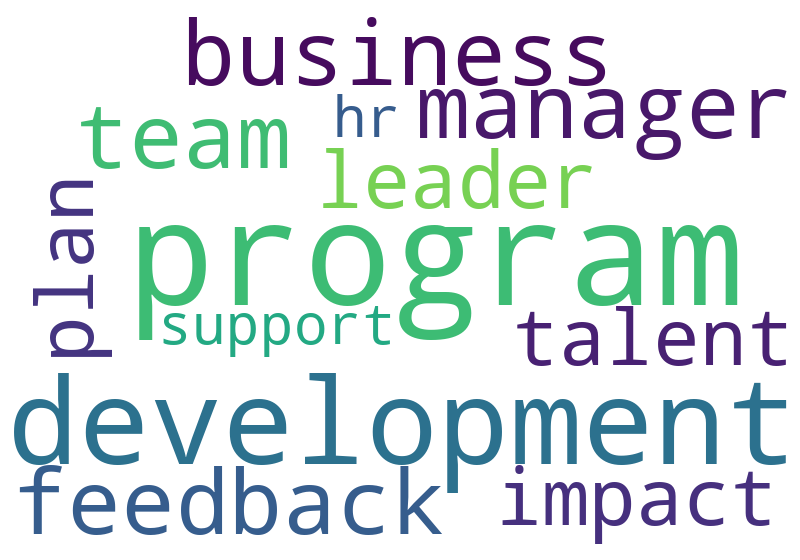 business
hr manager
team
leader
plan
program
support
talent
development
feedback
impact